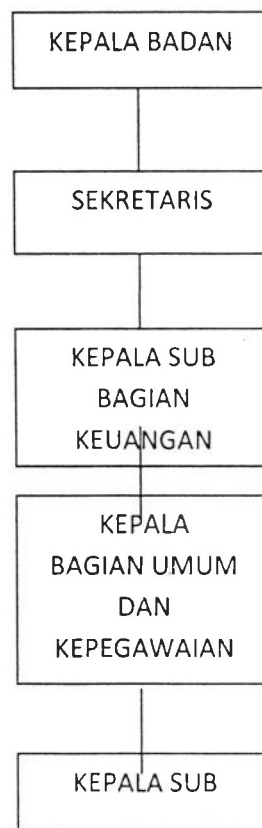 KEPALA BADAN
SEKRETARIS
KEPALA SUB
BAGIAN
KEUANGAN
KEPALA
BAGIAN UMUM
DAN
KEPEGAWAIAN
KEPALA SUB